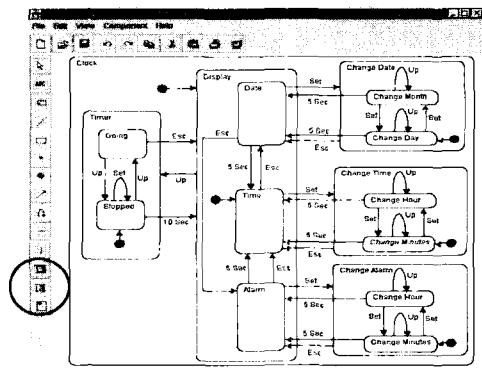 File Edit View Component Help
ABC
Clock
Display
Change Date
Date
Set
Up
Change Month
5 Sec
Set
Up
Set
Timer
Going
Esc
Esc
5 Sec
Change Day
Esc
5 Sec
Esc
Up
Set
Up
Up
Change Time
Set
Up
Time
Change Hour
Stopped
5 Sec
10 Sec
Set
Up
Set
5 Sec
Change Minutes
Esc
5 Sec
Esc
Change Alarm
Alarm
Set
Up
Change Hour
5 Sec
Set
Up
Set
5 Sec
Change Minutes
Esc